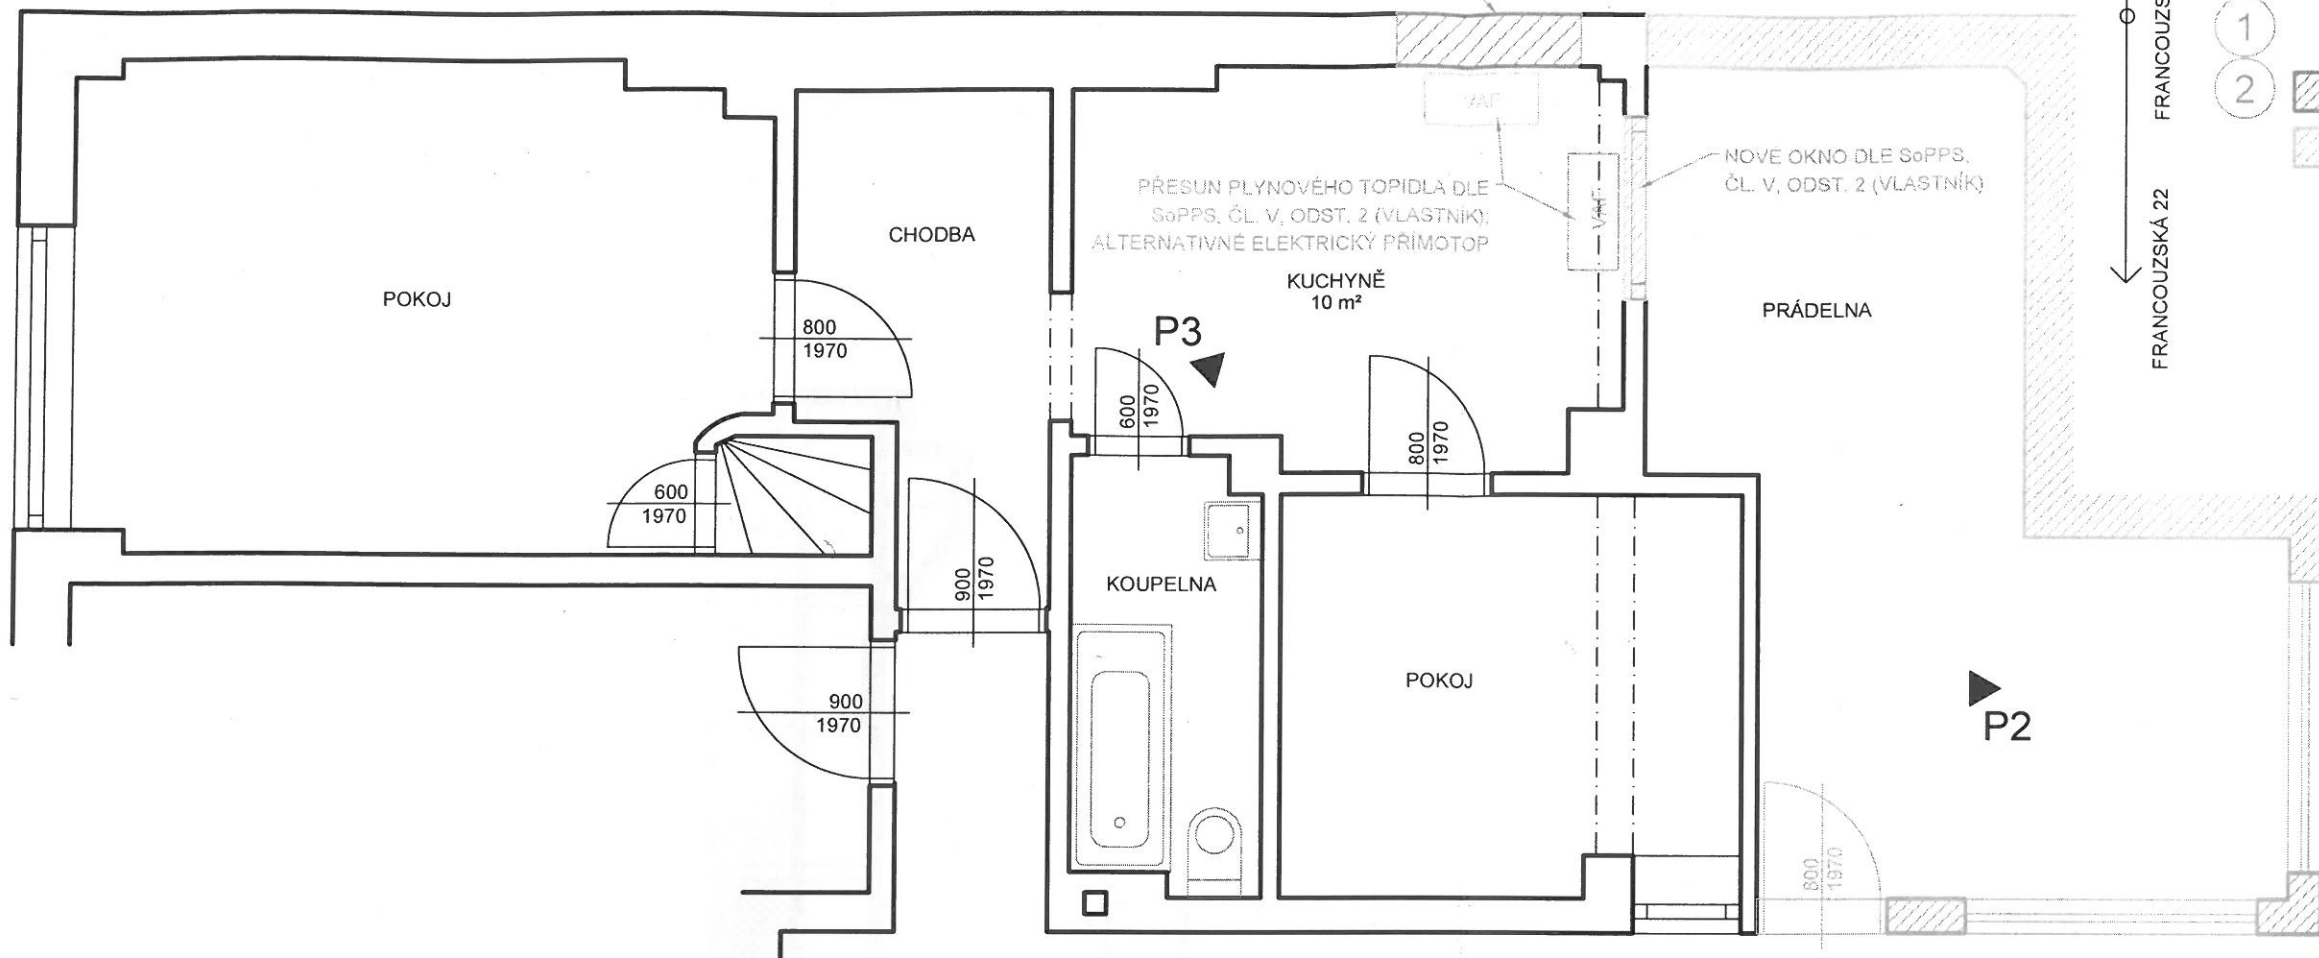 FRANCOUZS
1
2
VAF
NOVÉ OKNO DLE SoPPS,
ČL. V, ODST. 2 (VLASTNÍK)
PŘESUN PLYNOVÉHO TOPIDLA DLE
SoPPS, ČL. V, ODST. 2 (VLASTNÍK);
ALTERNATIVNĚ ELEKTRICKÝ PŘÍMOTOP
VAF
FRANCOUZSKÁ 22
CHODBA
POKOJ
KUCHYNĚ
10 m²
PRÁDELNA
800
1970
P3
600
1970
800
1970
600
1970
900
1970
KOUPELNA
POKOJ
900
1970
P2
800
1970